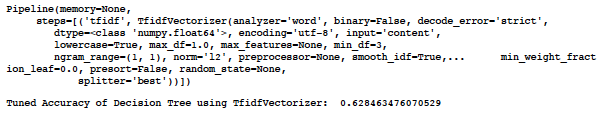 Pipeline(memory=None,
steps=[('tfidf', TfidfVectorizer(analyzer='word', binary=False, decode_error='strict',
dtype=<class 'numpy.float64'>, encoding='utf-8', input='content',
lowercase=True, max_df=1.0, max_features=None, min_df=3,
ngram_range=(1, 1), norm='l2', preprocessor=None, smooth_idf=True,... min_weight_fract
ion_leaf=0.0, presort=False, random_state=None,
splitter='best'))])
Tuned Accuracy of Decision Tree using TfidfVectorizer: 0.628463476070529